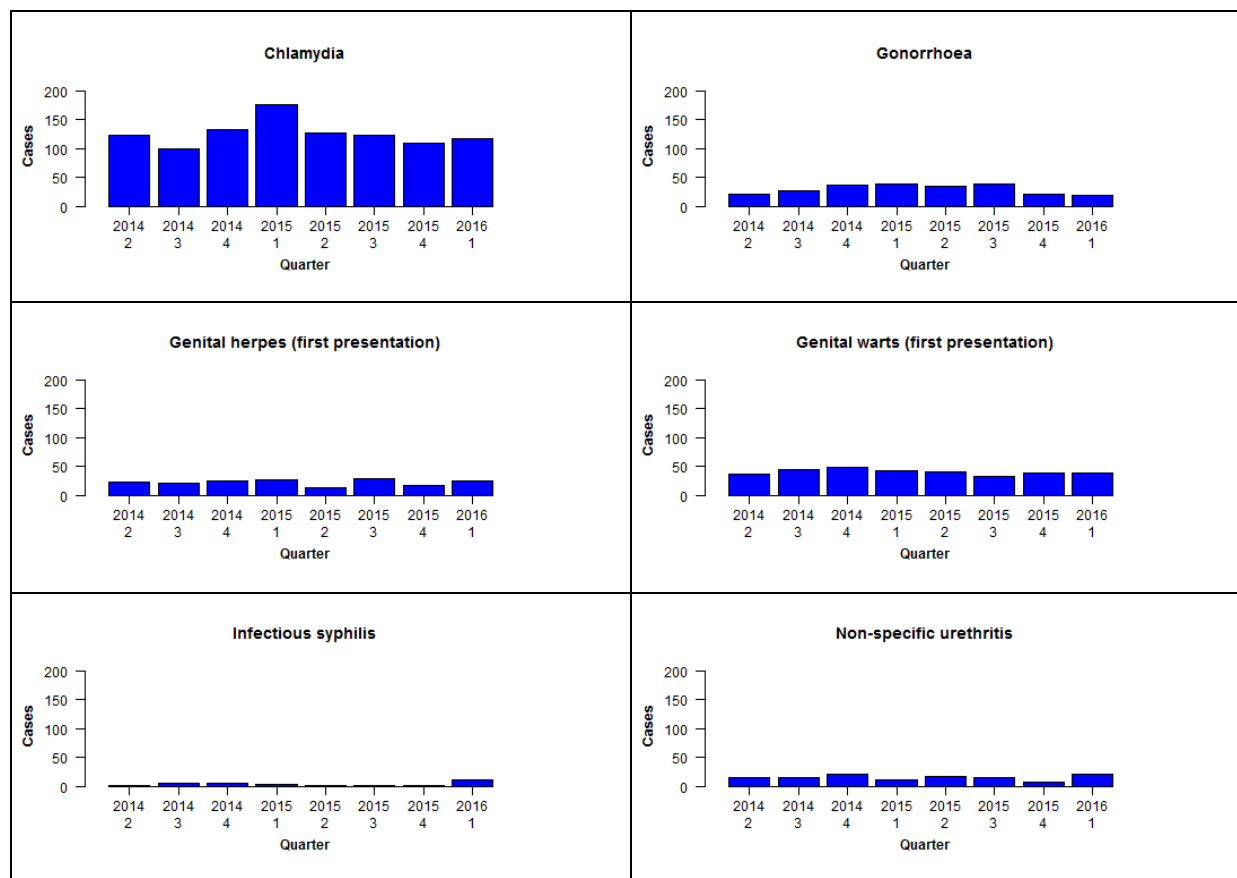 Chlamydia
200
150
100
50
0
Cases
2014 2014 2014 2015 2015 2015 2015 2016
2 3 4 1 2 3 4 1
Quarter
Gonorrhoea
200
150
100
50
0
Cases
2014 2014 2014 2015 2015 2015 2015 2016
2 3 4 1 2 3 4 1
Quarter
Genital herpes (first presentation)
200
150
100
50
0
Cases
2014 2014 2014 2015 2015 2015 2015 2016
2 3 4 1 2 3 4 1
Quarter
Genital warts (first presentation)
200
150
100
50
0
Cases
2014 2014 2014 2015 2015 2015 2015 2016
2 3 4 1 2 3 4 1
Quarter
Infectious syphilis
200
150
100
50
0
Cases
2014 2014 2014 2015 2015 2015 2015 2016
2 3 4 1 2 3 4 1
Quarter
Non-specific urethritis
200
150
100
50
0
Cases
2014 2014 2014 2015 2015 2015 2015 2016
2 3 4 1 2 3 4 1
Quarter